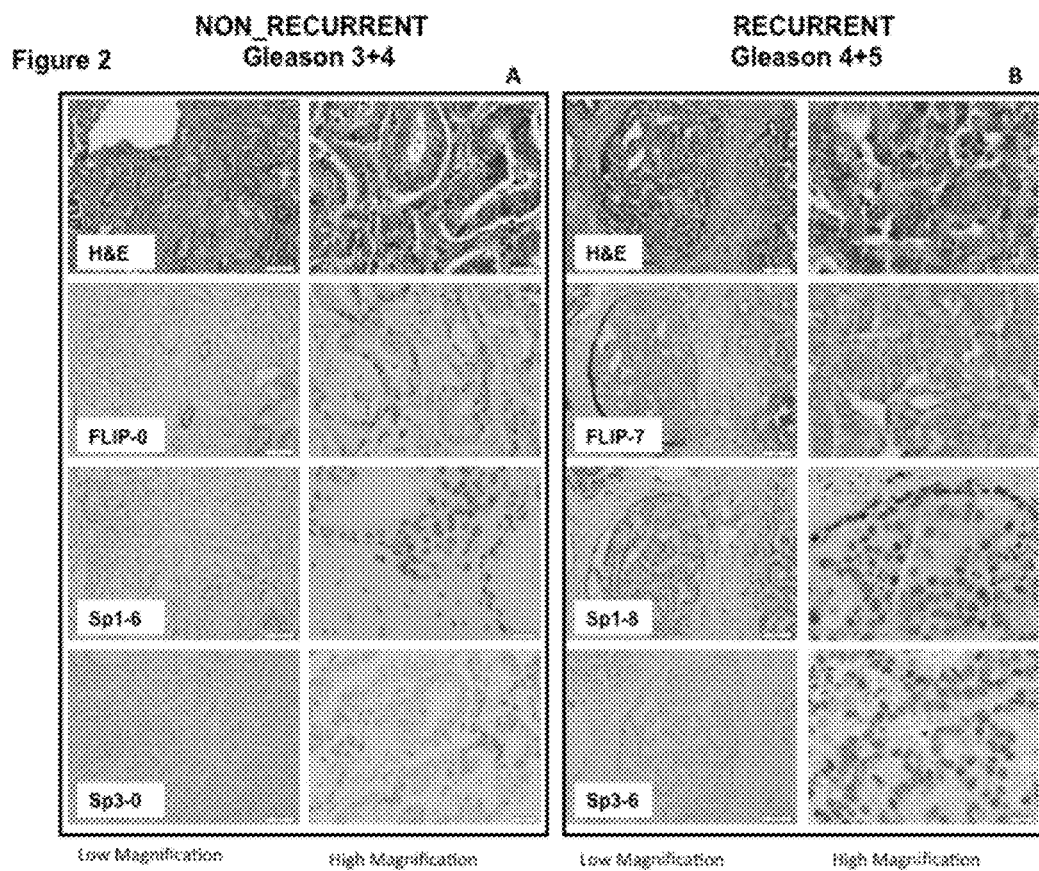 NON_RECURRENT
Gleason 3+4
RECURRENT
Gleason 4+5
Figure 2
A
B
H&E
H&E
FLIP-0
FLIP-7
Sp1-6
Sp1-8
Sp3-0
Sp3-6
Low Magnification
High Magnification
Low Magnification
High Magnification